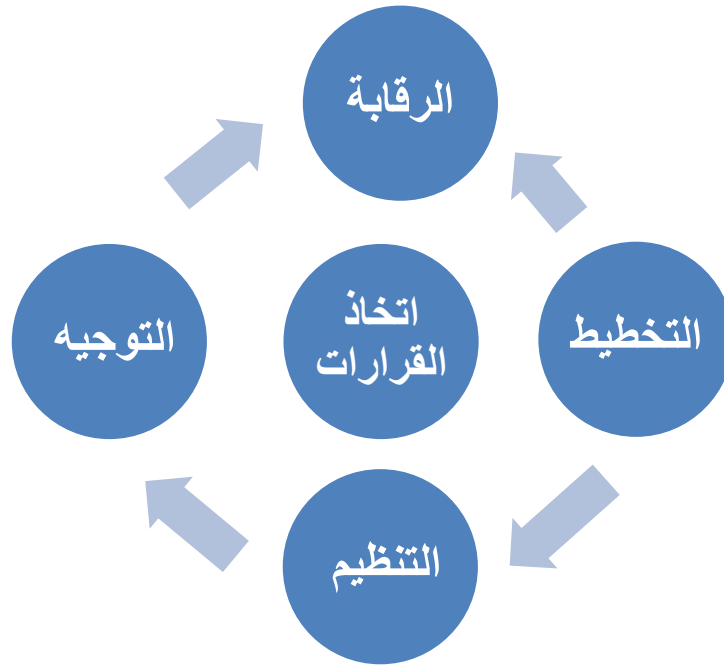 الرقابة
التخطيط
اتخاذ
القرارات
التوجيه
التنظيم